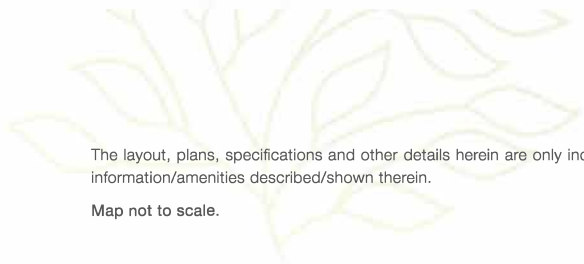 The layout, plans, specifications and other details herein are only
information/amenities described/shown therein.
Map not to scale.